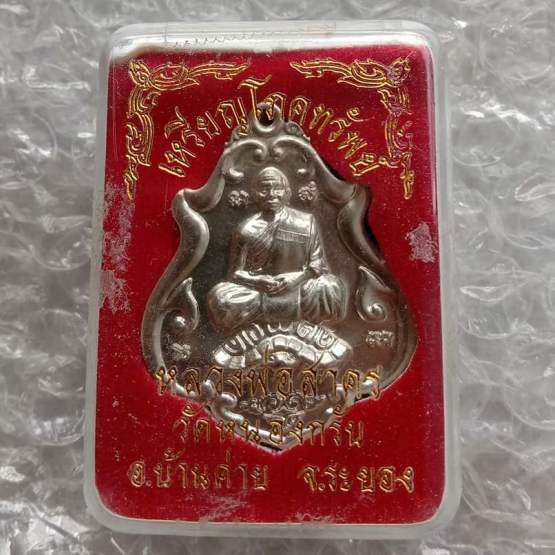 เหรียญโภคทรัพย์
หลวงพ่อสาคร
วัดหนองกรับ
อ.บ้านค่าย จ.ระยอง